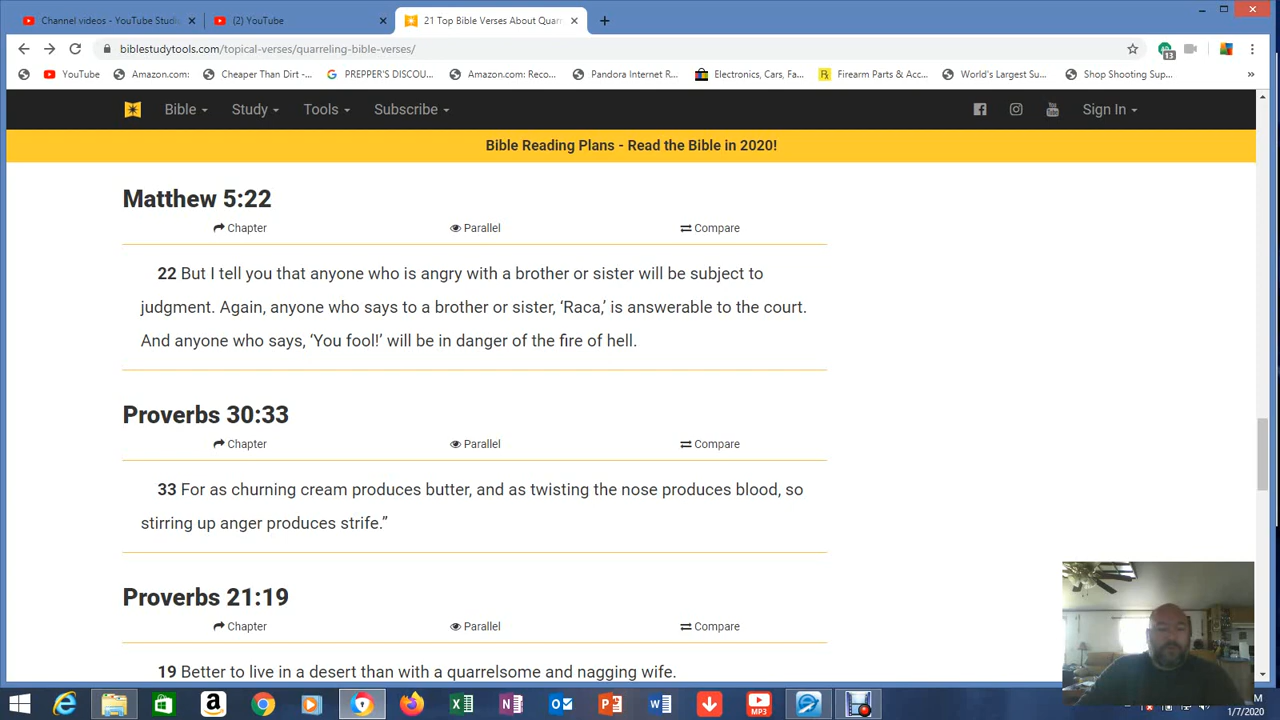 Channel videos - YouTube Studi
(2) YouTube
21 Top Bible Verses About Quar
biblestudytools.com/topical-verses/quarreling-bible-verses/
13
YouTube
Amazon.com:
Cheaper Than Dirt -...
PREPPER'S DISCOU...
Amazon.com: Reco...
Pandora Internet R...
Electronics, Cars, Fa...
Firearm Parts & Acc...
World's Largest Su...
Shop Shooting Sup...
»
Bible
Study
Tools
Subscribe
Sign In
Bible Reading Plans - Read the Bible in 2020!
Matthew 5:22
Chapter
Parallel
Compare
22 But I tell you that anyone who is angry with a brother or sister will be subject to
judgment. Again, anyone who says to a brother or sister, ‘Raca,’ is answerable to the court.
And anyone who says, ‘You fool!’ will be in danger of the fire of hell.
Proverbs 30:33
Chapter
Parallel
Compare
33 For as churning cream produces butter, and as twisting the nose produces blood, so
stirring up anger produces strife.”
Proverbs 21:19
Chapter
Parallel
Compare
19 Better to live in a desert than with a quarrelsome and nagging wife.
MP3
M
1/7/2020